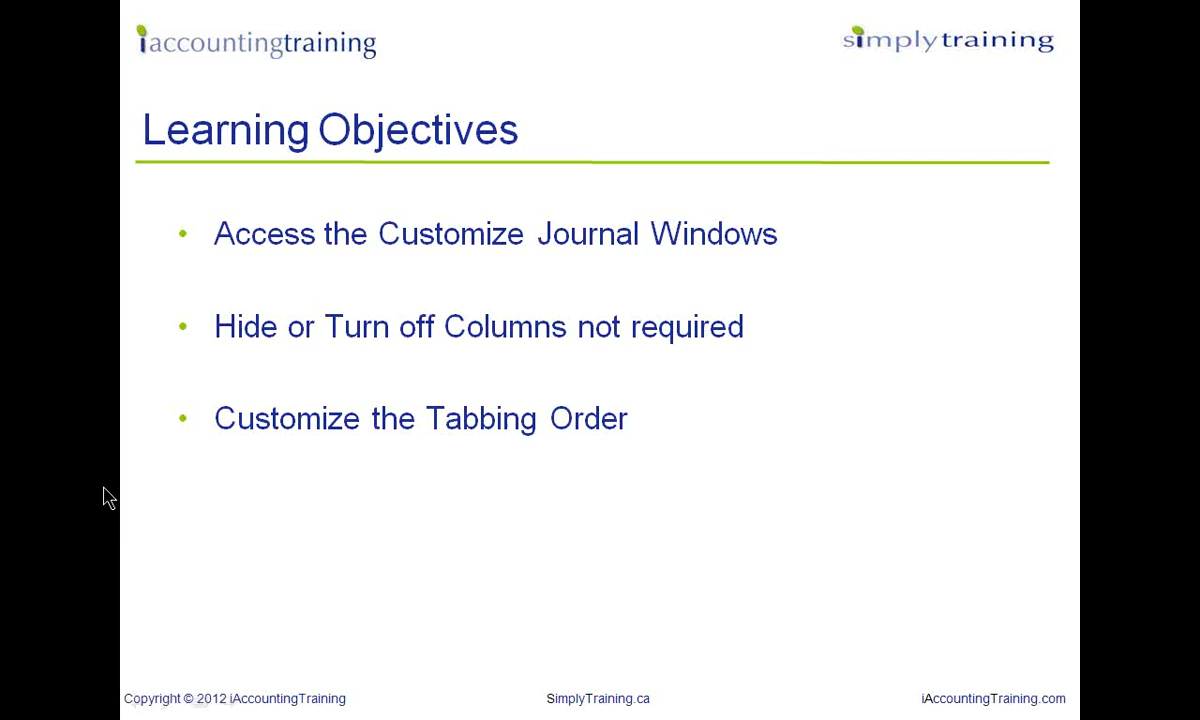 iaccountingtraining
simplytraining
Learning Objectives
• Access the Customize Journal Windows
• Hide or Turn off Columns not required
• Customize the Tabbing Order
Copyright © 2012 iAccountingTraining
SimplyTraining.ca
iAccountingTraining.com